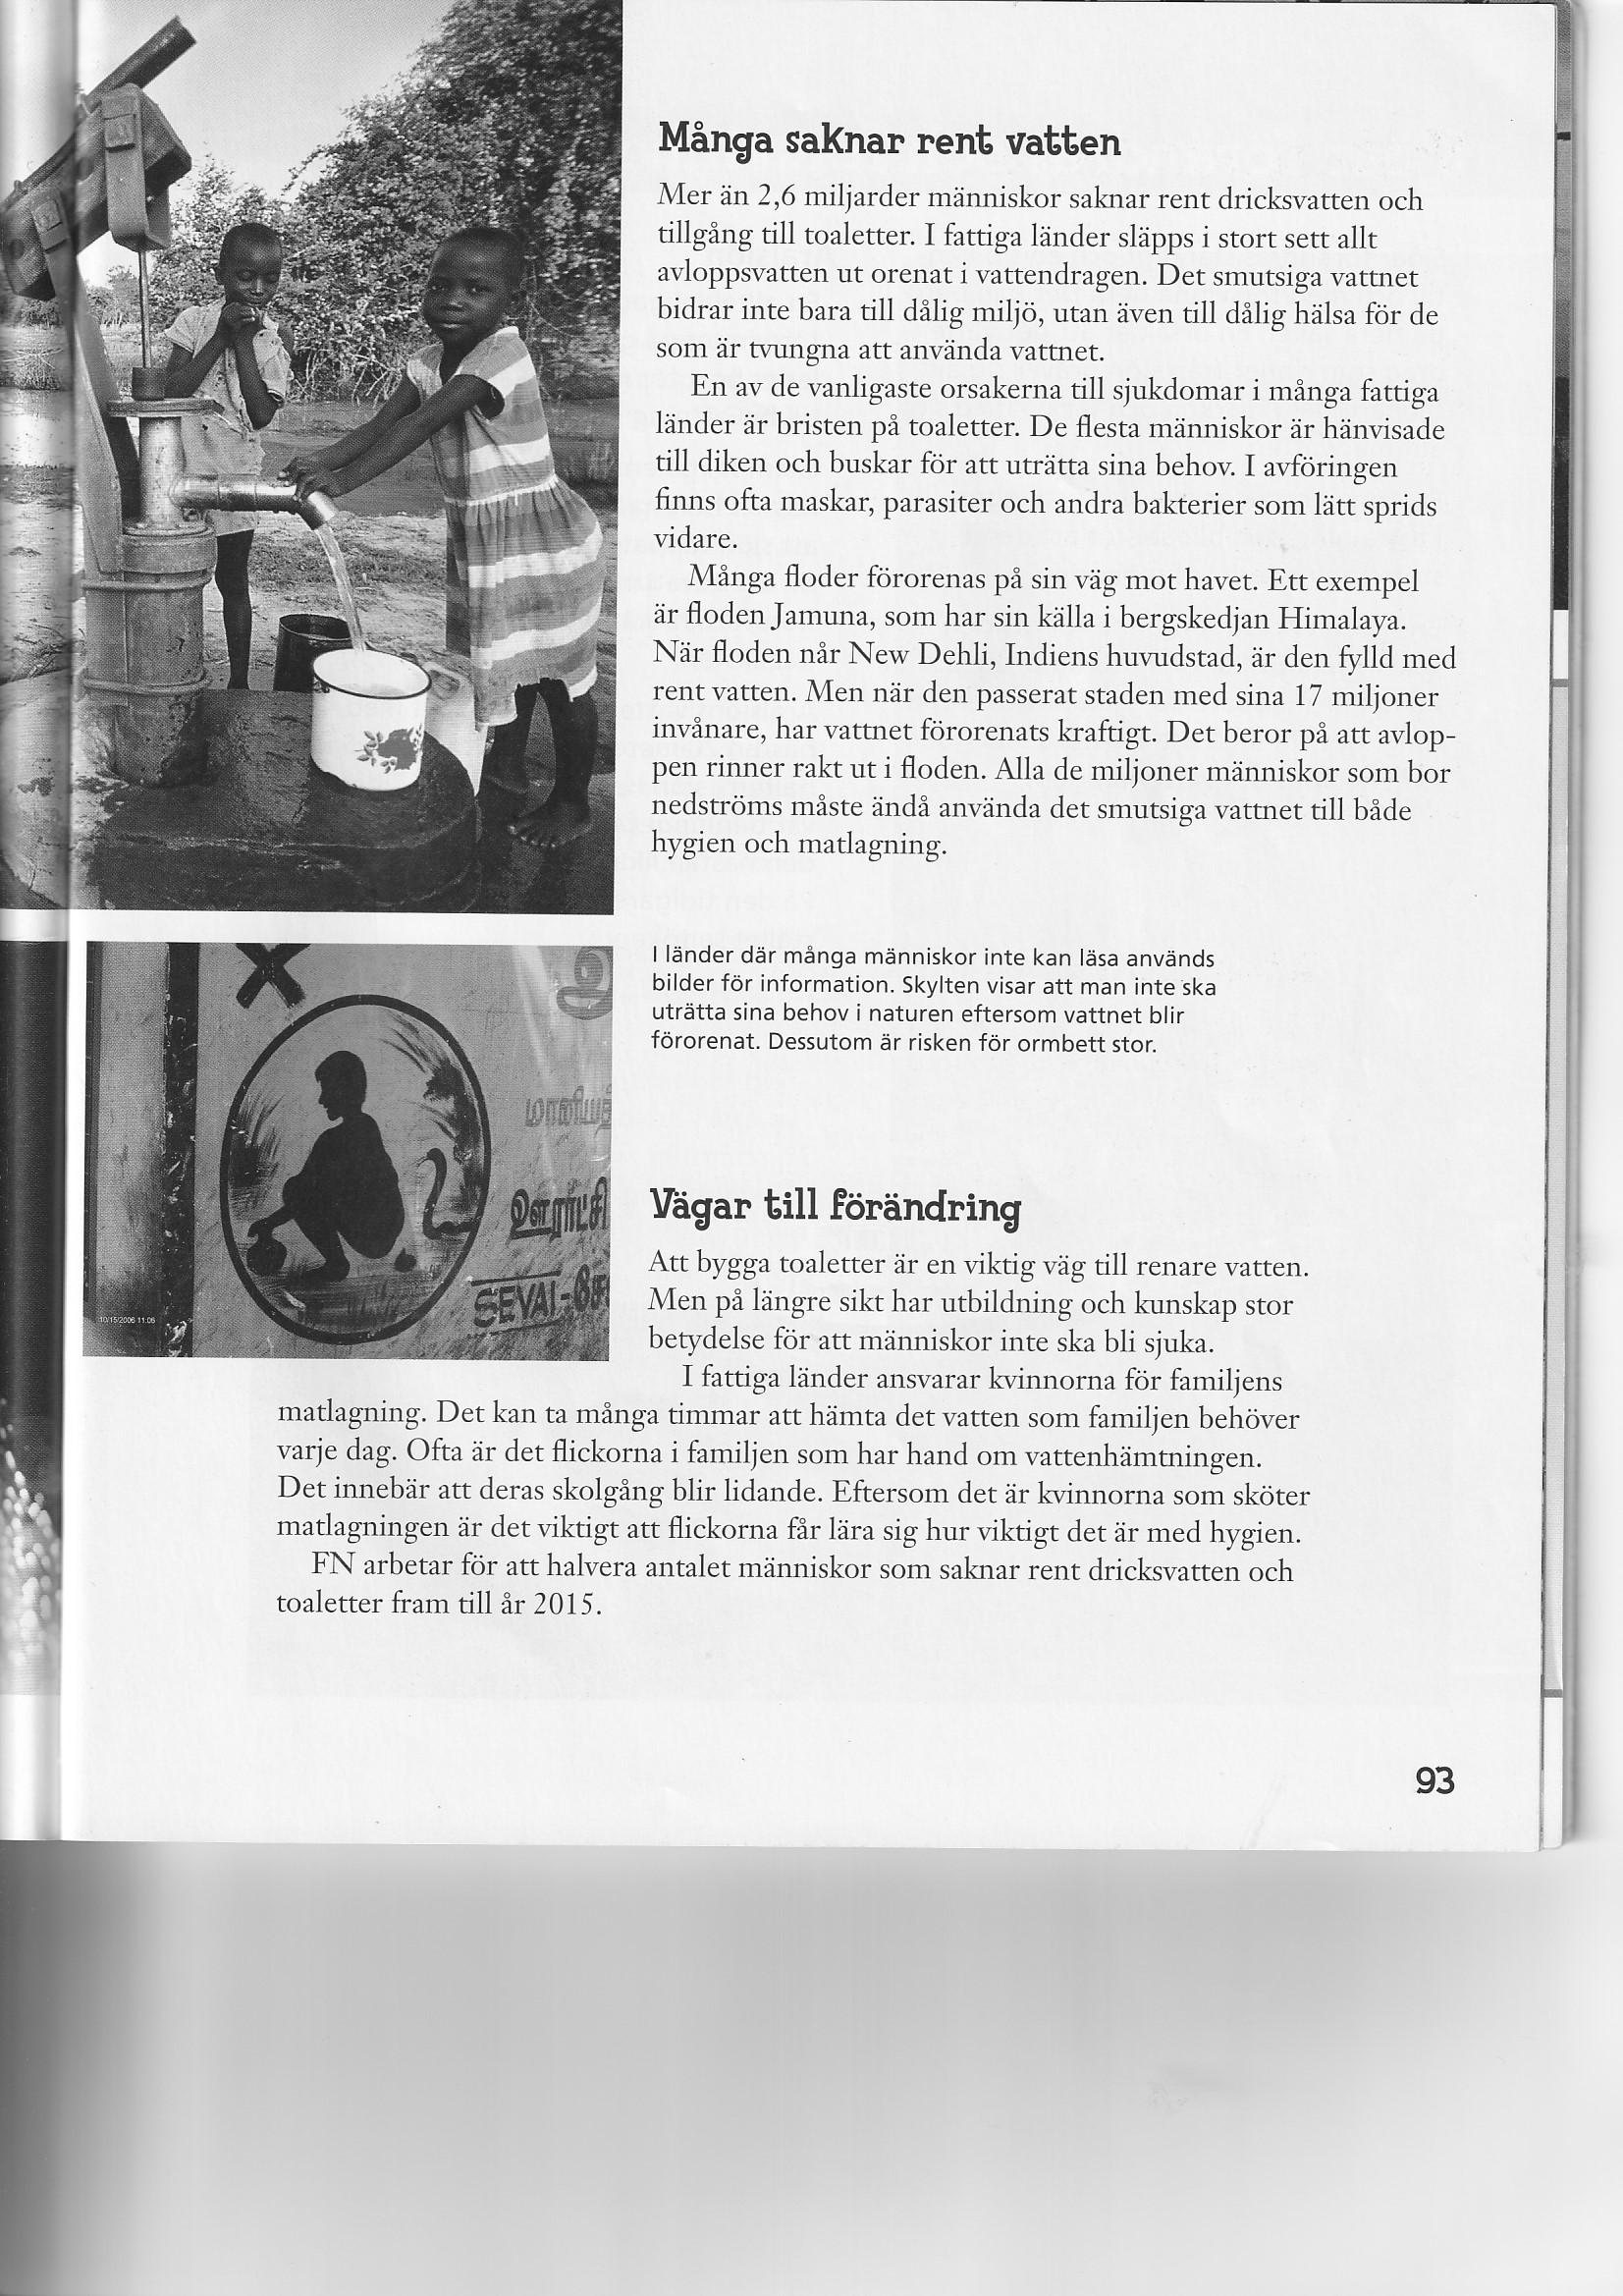 Många saknar rent vatten
Mer än 2,6 miljarder människor saknar rent dricksvatten och
tillgång till toaletter. I fattiga länder släpps i stort sett allt
avloppsvatten ut orenat i vattendragen. Det smutsiga vattnet
bidrar inte bara till dålig miljö, utan även till dålig hälsa för de
som är tvungna att använda vattnet.
En av de vanligaste orsakerna till sjukdomar i många fattiga
länder är bristen på toaletter. De flesta människor är hänvisade
till diken och buskar för att uträtta sina behov. I avföringen
finns ofta maskar, parasiter och andra bakterier som lätt sprids
vidare.
Många floder förorenas på sin väg mot havet. Ett exempel
är floden Jamuna, som har sin källa i bergskedjan Himalaya.
När floden når New Dehli, Indiens huvudstad, är den fylld med
rent vatten. Men när den passerat staden med sina 17 miljoner
invånare, har vattnet förorenats kraftigt. Det beror på att avlop-
pen rinner rakt ut i floden. Alla de miljoner människor som bor
nedströms måste ändå använda det smutsiga vattnet till både
hygien och matlagning.
I länder där många människor inte kan läsa används
bilder för information. Skylten visar att man inte ska
uträtta sina behov i naturen eftersom vattnet blir
förorenat. Dessutom är risken för ormbett stor.
ஊராட்சி
SEVAI-
10/15/2006 11:06
Vägar till förändring
Att bygga toaletter är en viktig väg till renare vatten.
Men på längre sikt har utbildning och kunskap stor
betydelse för att människor inte ska bli sjuka.
I fattiga länder ansvarar kvinnorna för familjens
matlagning. Det kan ta många timmar att hämta det vatten som familjen behöver
varje dag. Ofta är det flickorna i familjen som har hand om vattenhämtningen.
Det innebär att deras skolgång blir lidande. Eftersom det är kvinnorna som sköter
matlagningen är det viktigt att flickorna får lära sig hur viktigt det är med hygien.
FN arbetar för att halvera antalet människor som saknar rent dricksvatten och
toaletter fram till år 2015.
93